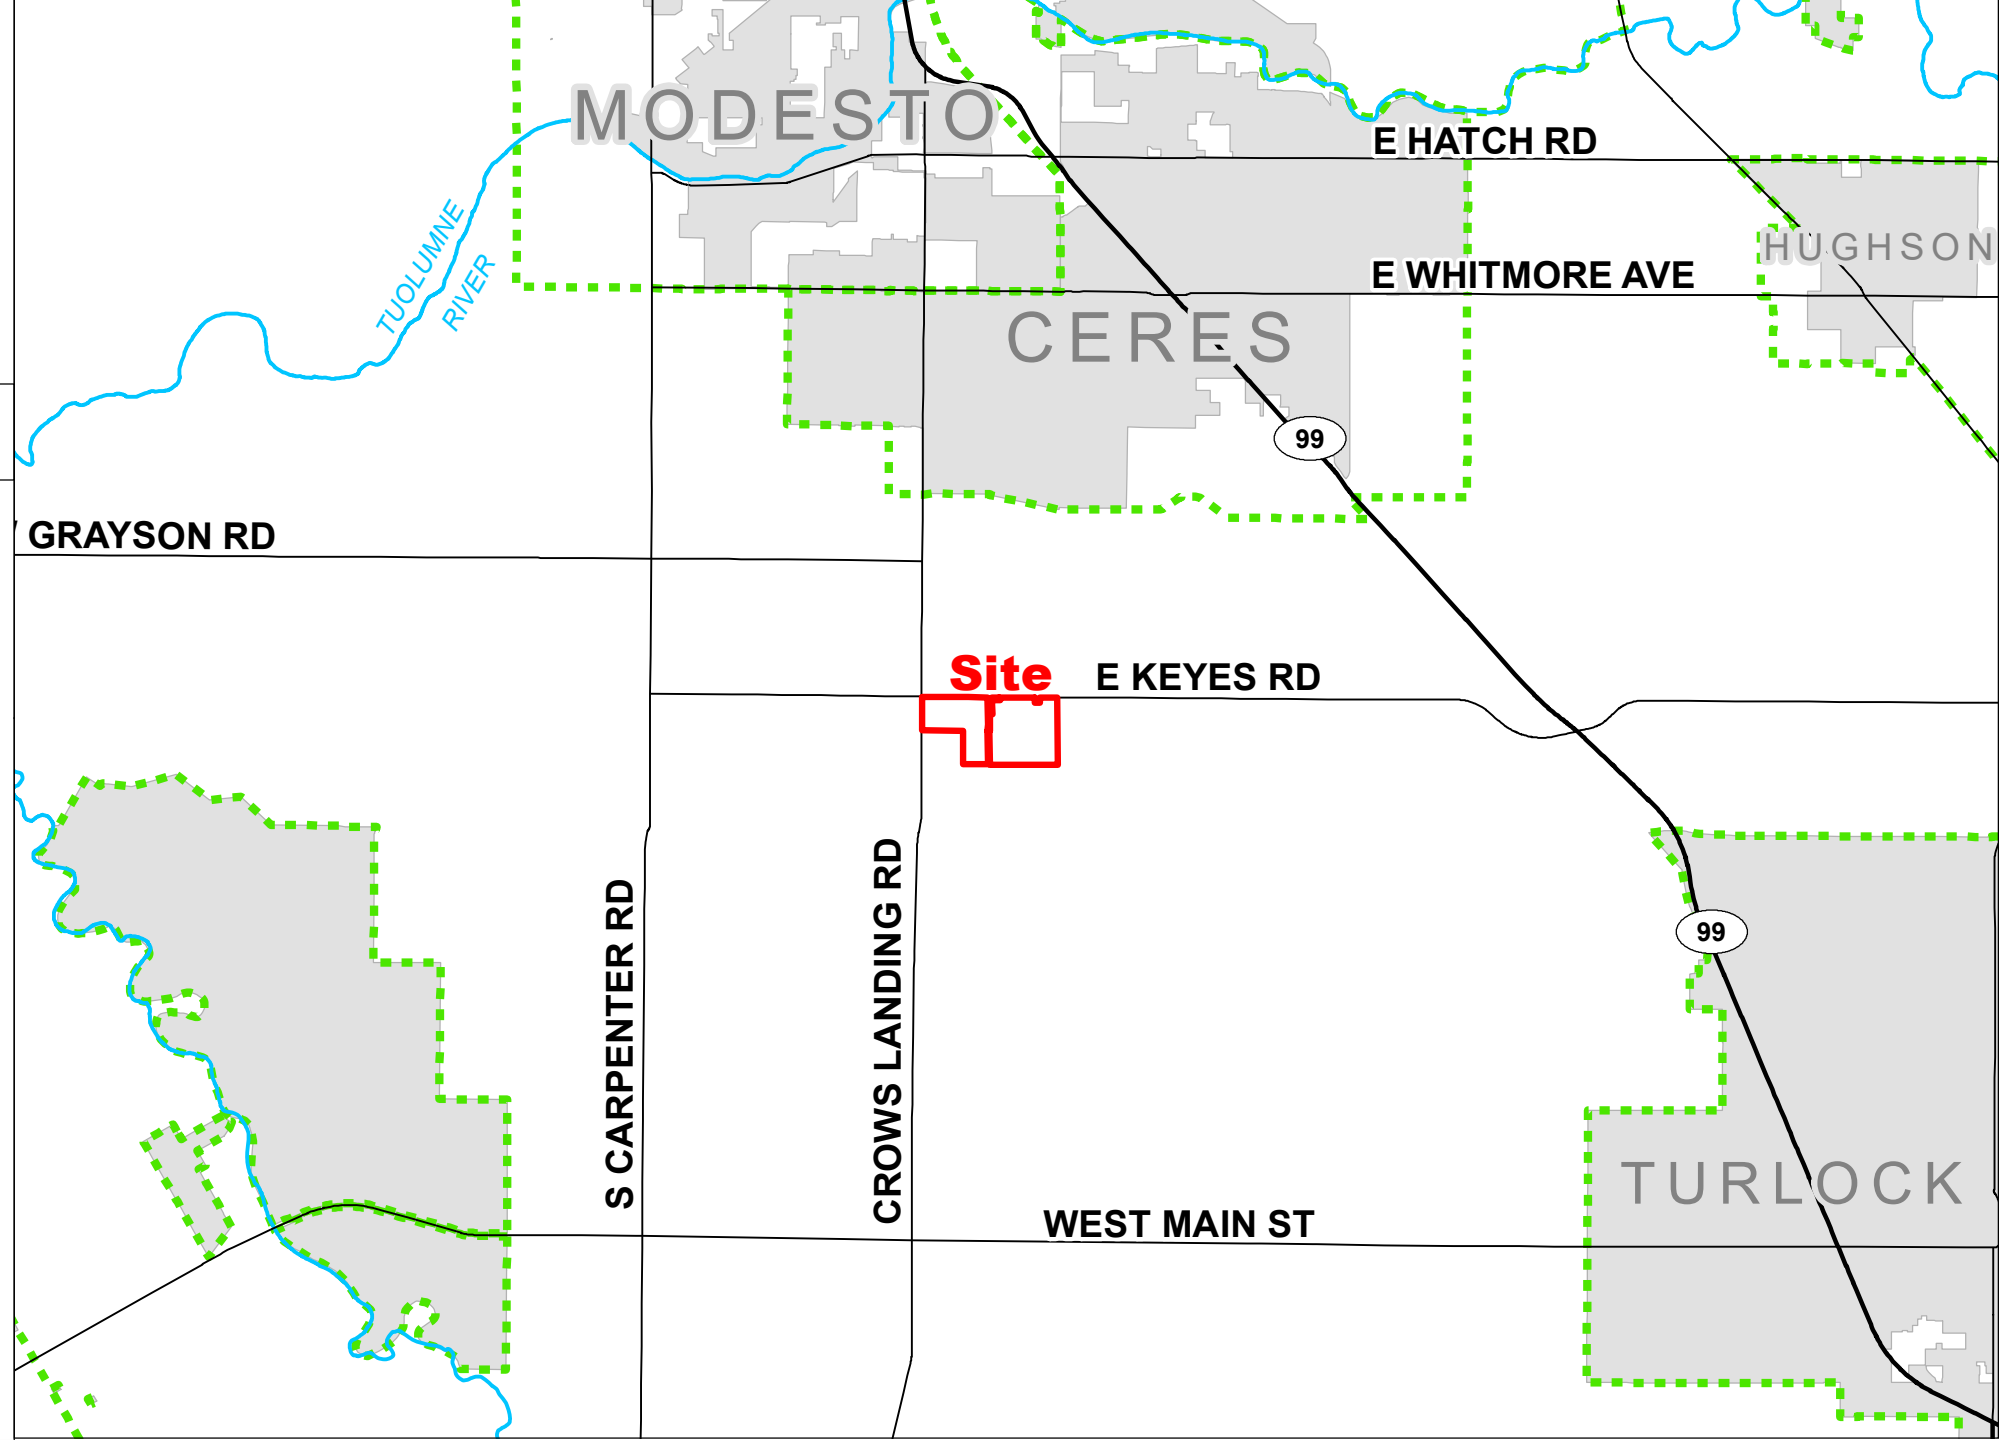 MODESTO
E HATCH RD
TUOLUMNE
RIVER
HUGHSON
E WHITMORE AVE
CERES
99
GRAYSON RD
Site
E KEYES RD
S CARPENTER RD
CROWS LANDING RD
99
TURLOCK
WEST MAIN ST